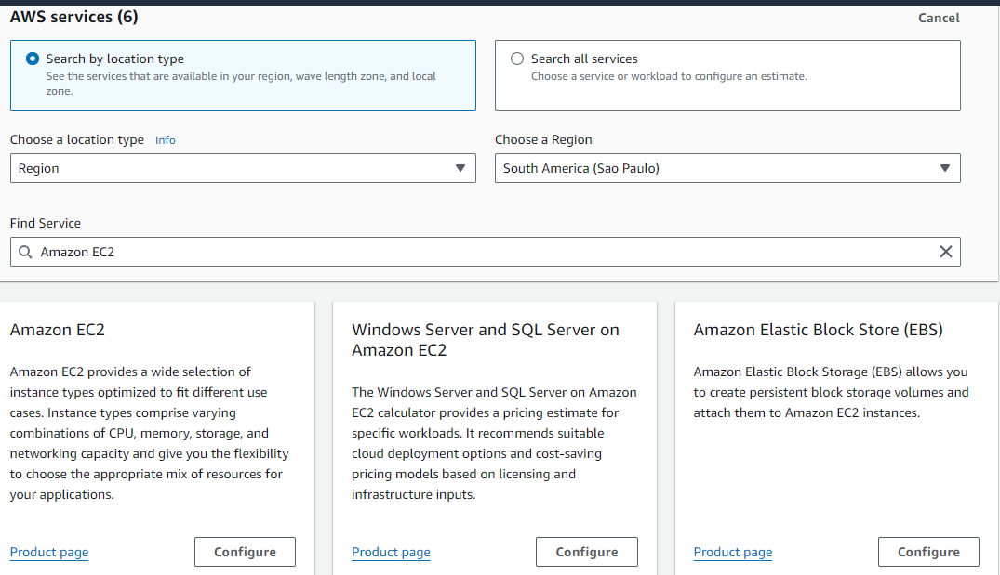 AWS services (6)
Cancel
Search by location type
See the services that are available in your region, wave length zone, and local
zone.
Search all services
Choose a service or workload to configure an estimate.
Choose a location type Info
Region
Choose a Region
South America (Sao Paulo)
Find Service
Amazon EC2
Amazon EC2
Amazon EC2 provides a wide selection of
instance types optimized to fit different use
cases. Instance types comprise varying
combinations of CPU, memory, storage, and
networking capacity and give you the flexibility
to choose the appropriate mix of resources for
your applications.
Product page
Configure
Windows Server and SQL Server on
Amazon EC2
The Windows Server and SQL Server on Amazon
EC2 calculator provides a pricing estimate for
specific workloads. It recommends suitable
cloud deployment options and cost-saving
pricing models based on licensing and
infrastructure inputs.
Product page
Configure
Amazon Elastic Block Store (EBS)
Amazon Elastic Block Storage (EBS) allows you
to create persistent block storage volumes and
attach them to Amazon EC2 instances.
Product page
Configure